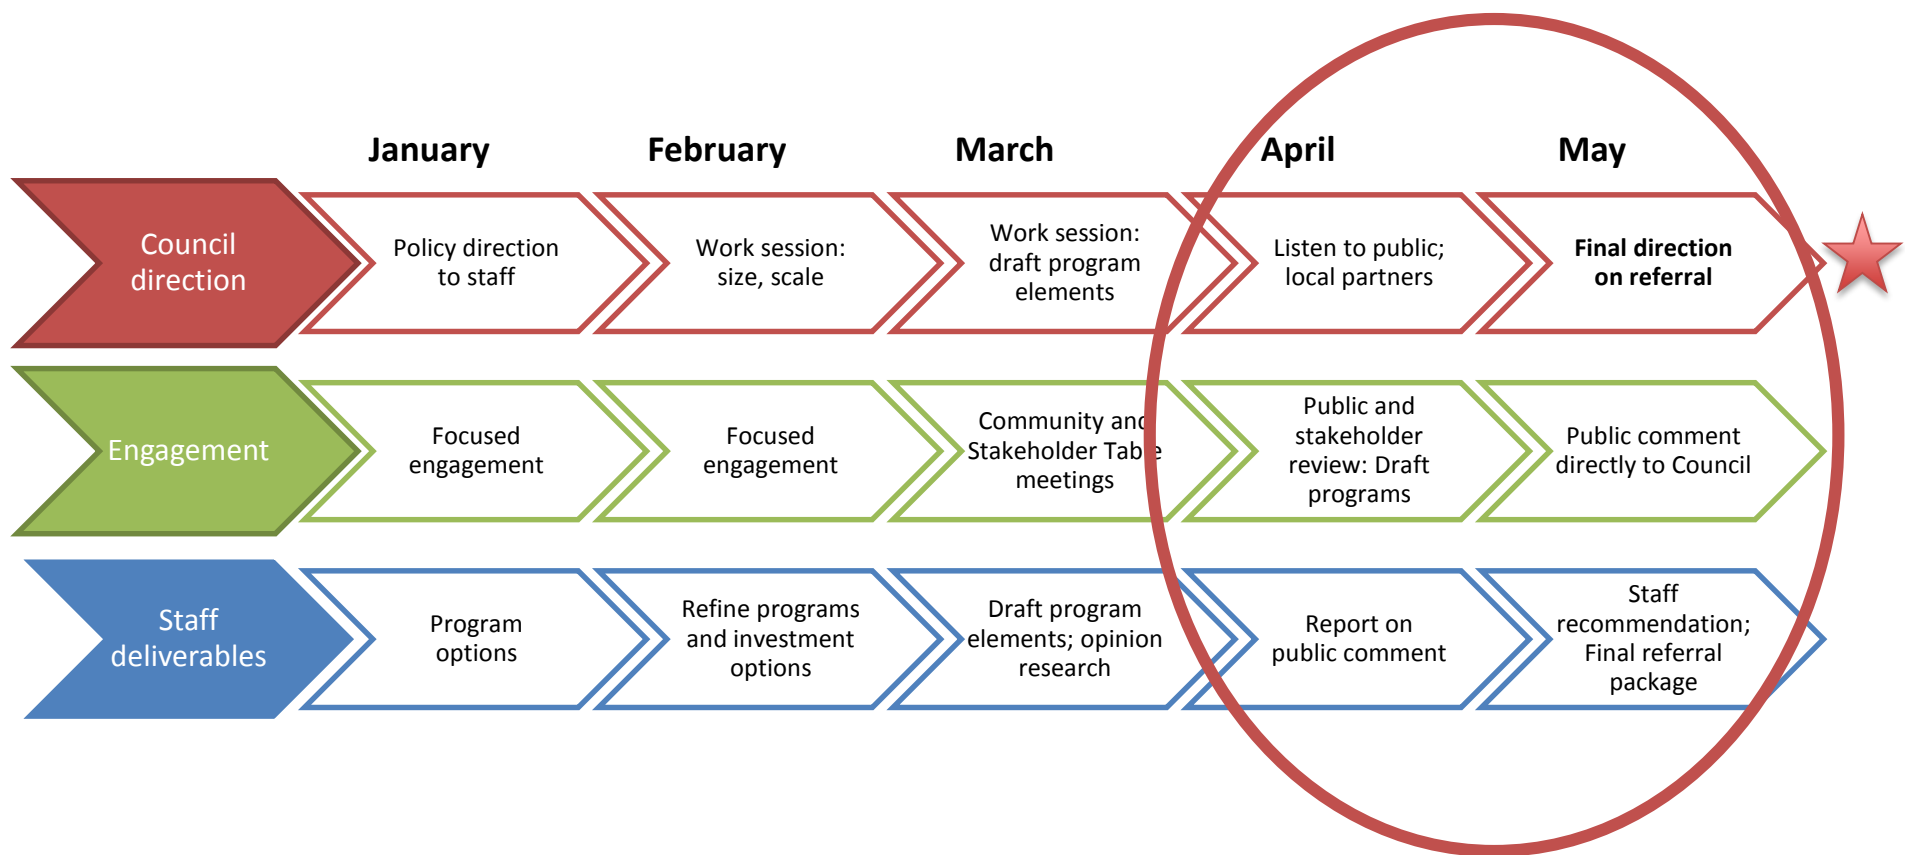 January
February
March
April
May
Council
direction
Policy direction
to staff
Work session:
size, scale
Work session:
draft program
elements
Listen to public;
local partners
Final direction
on referral
Engagement
Focused
engagement
Focused
engagement
Community and
Stakeholder Table
meetings
Public and
stakeholder
review: Draft
programs
Public comment
directly to Council
Staff
deliverables
Program
options
Refine programs
and investment
options
Draft program
elements; opinion
research
Report on
public comment
Staff
recommendation;
Final referral
package